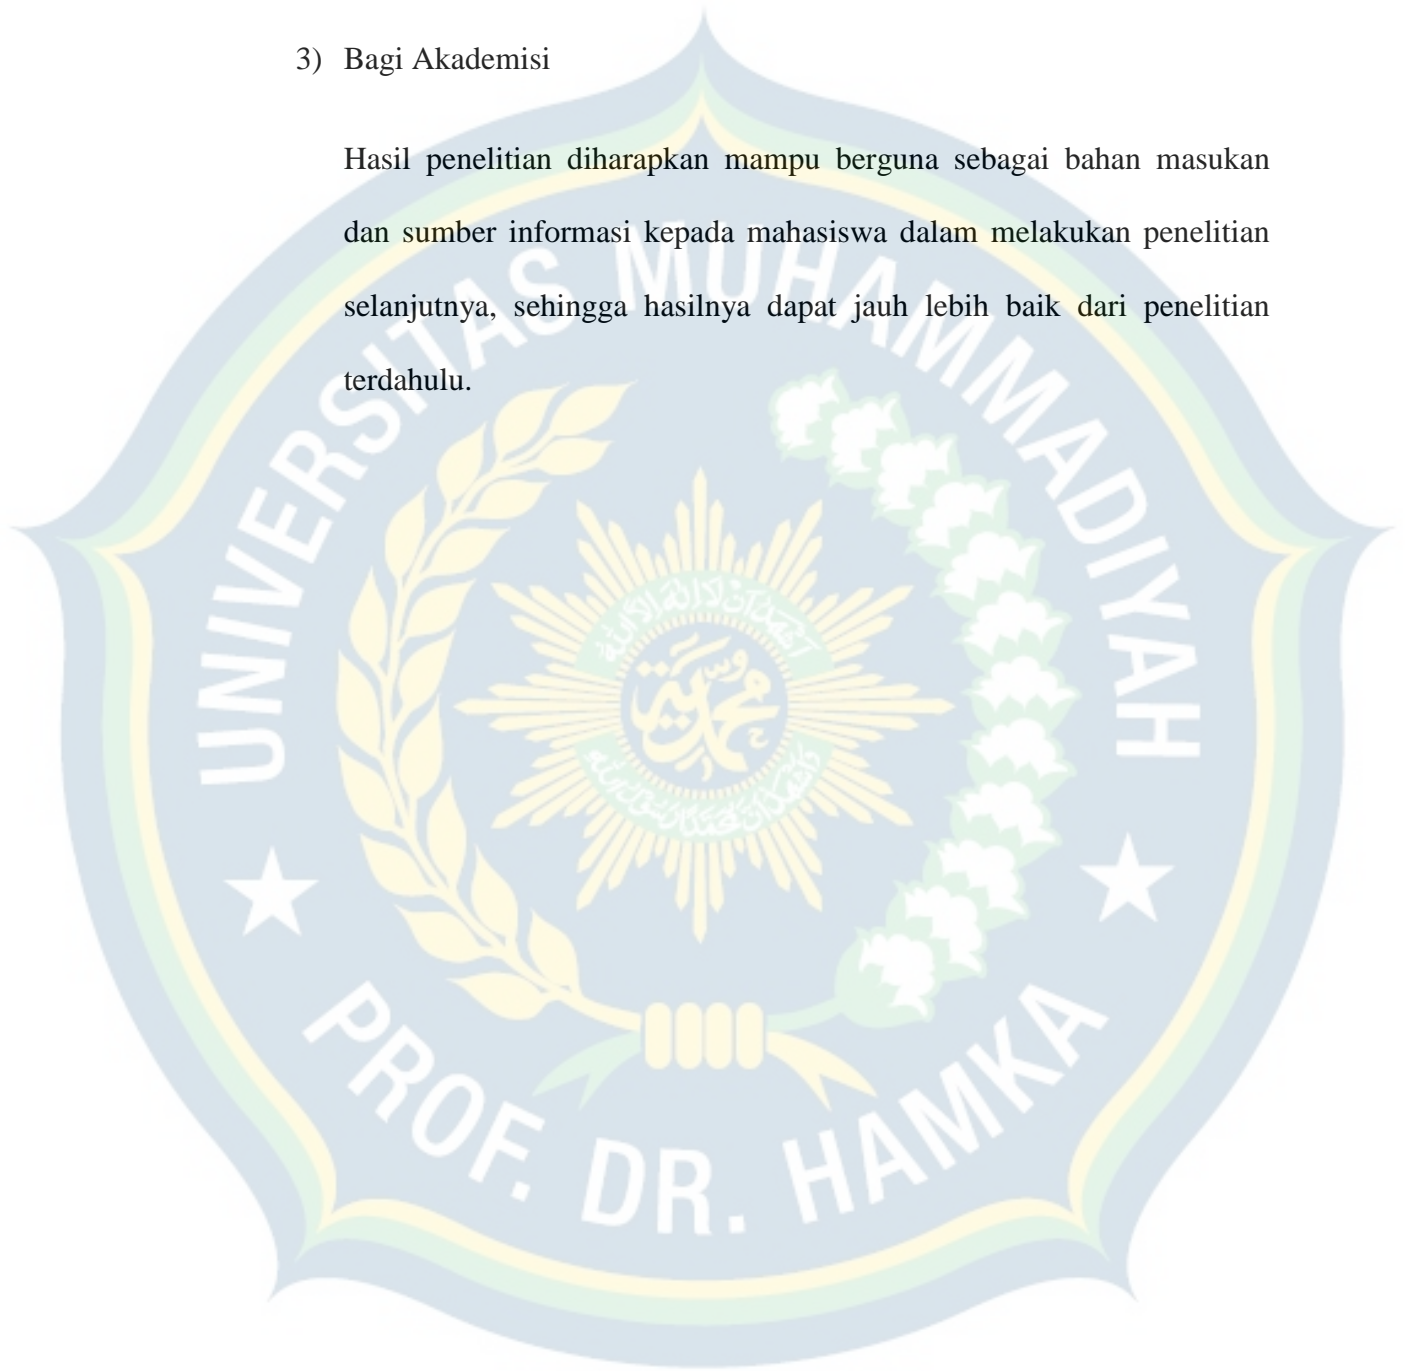 3) Bagi Akademisi
Hasil penelitian diharapkan mampu berguna sebagai bahan masukan
dan sumber informasi kepada mahasiswa dalam melakukan penelitian
selanjutnya, sehingga hasilnya dapat jauh lebih baik dari penelitian
terdahulu.
UNIVERSITAS MUHAMMADIYAH
PROF. DR. HAMKA